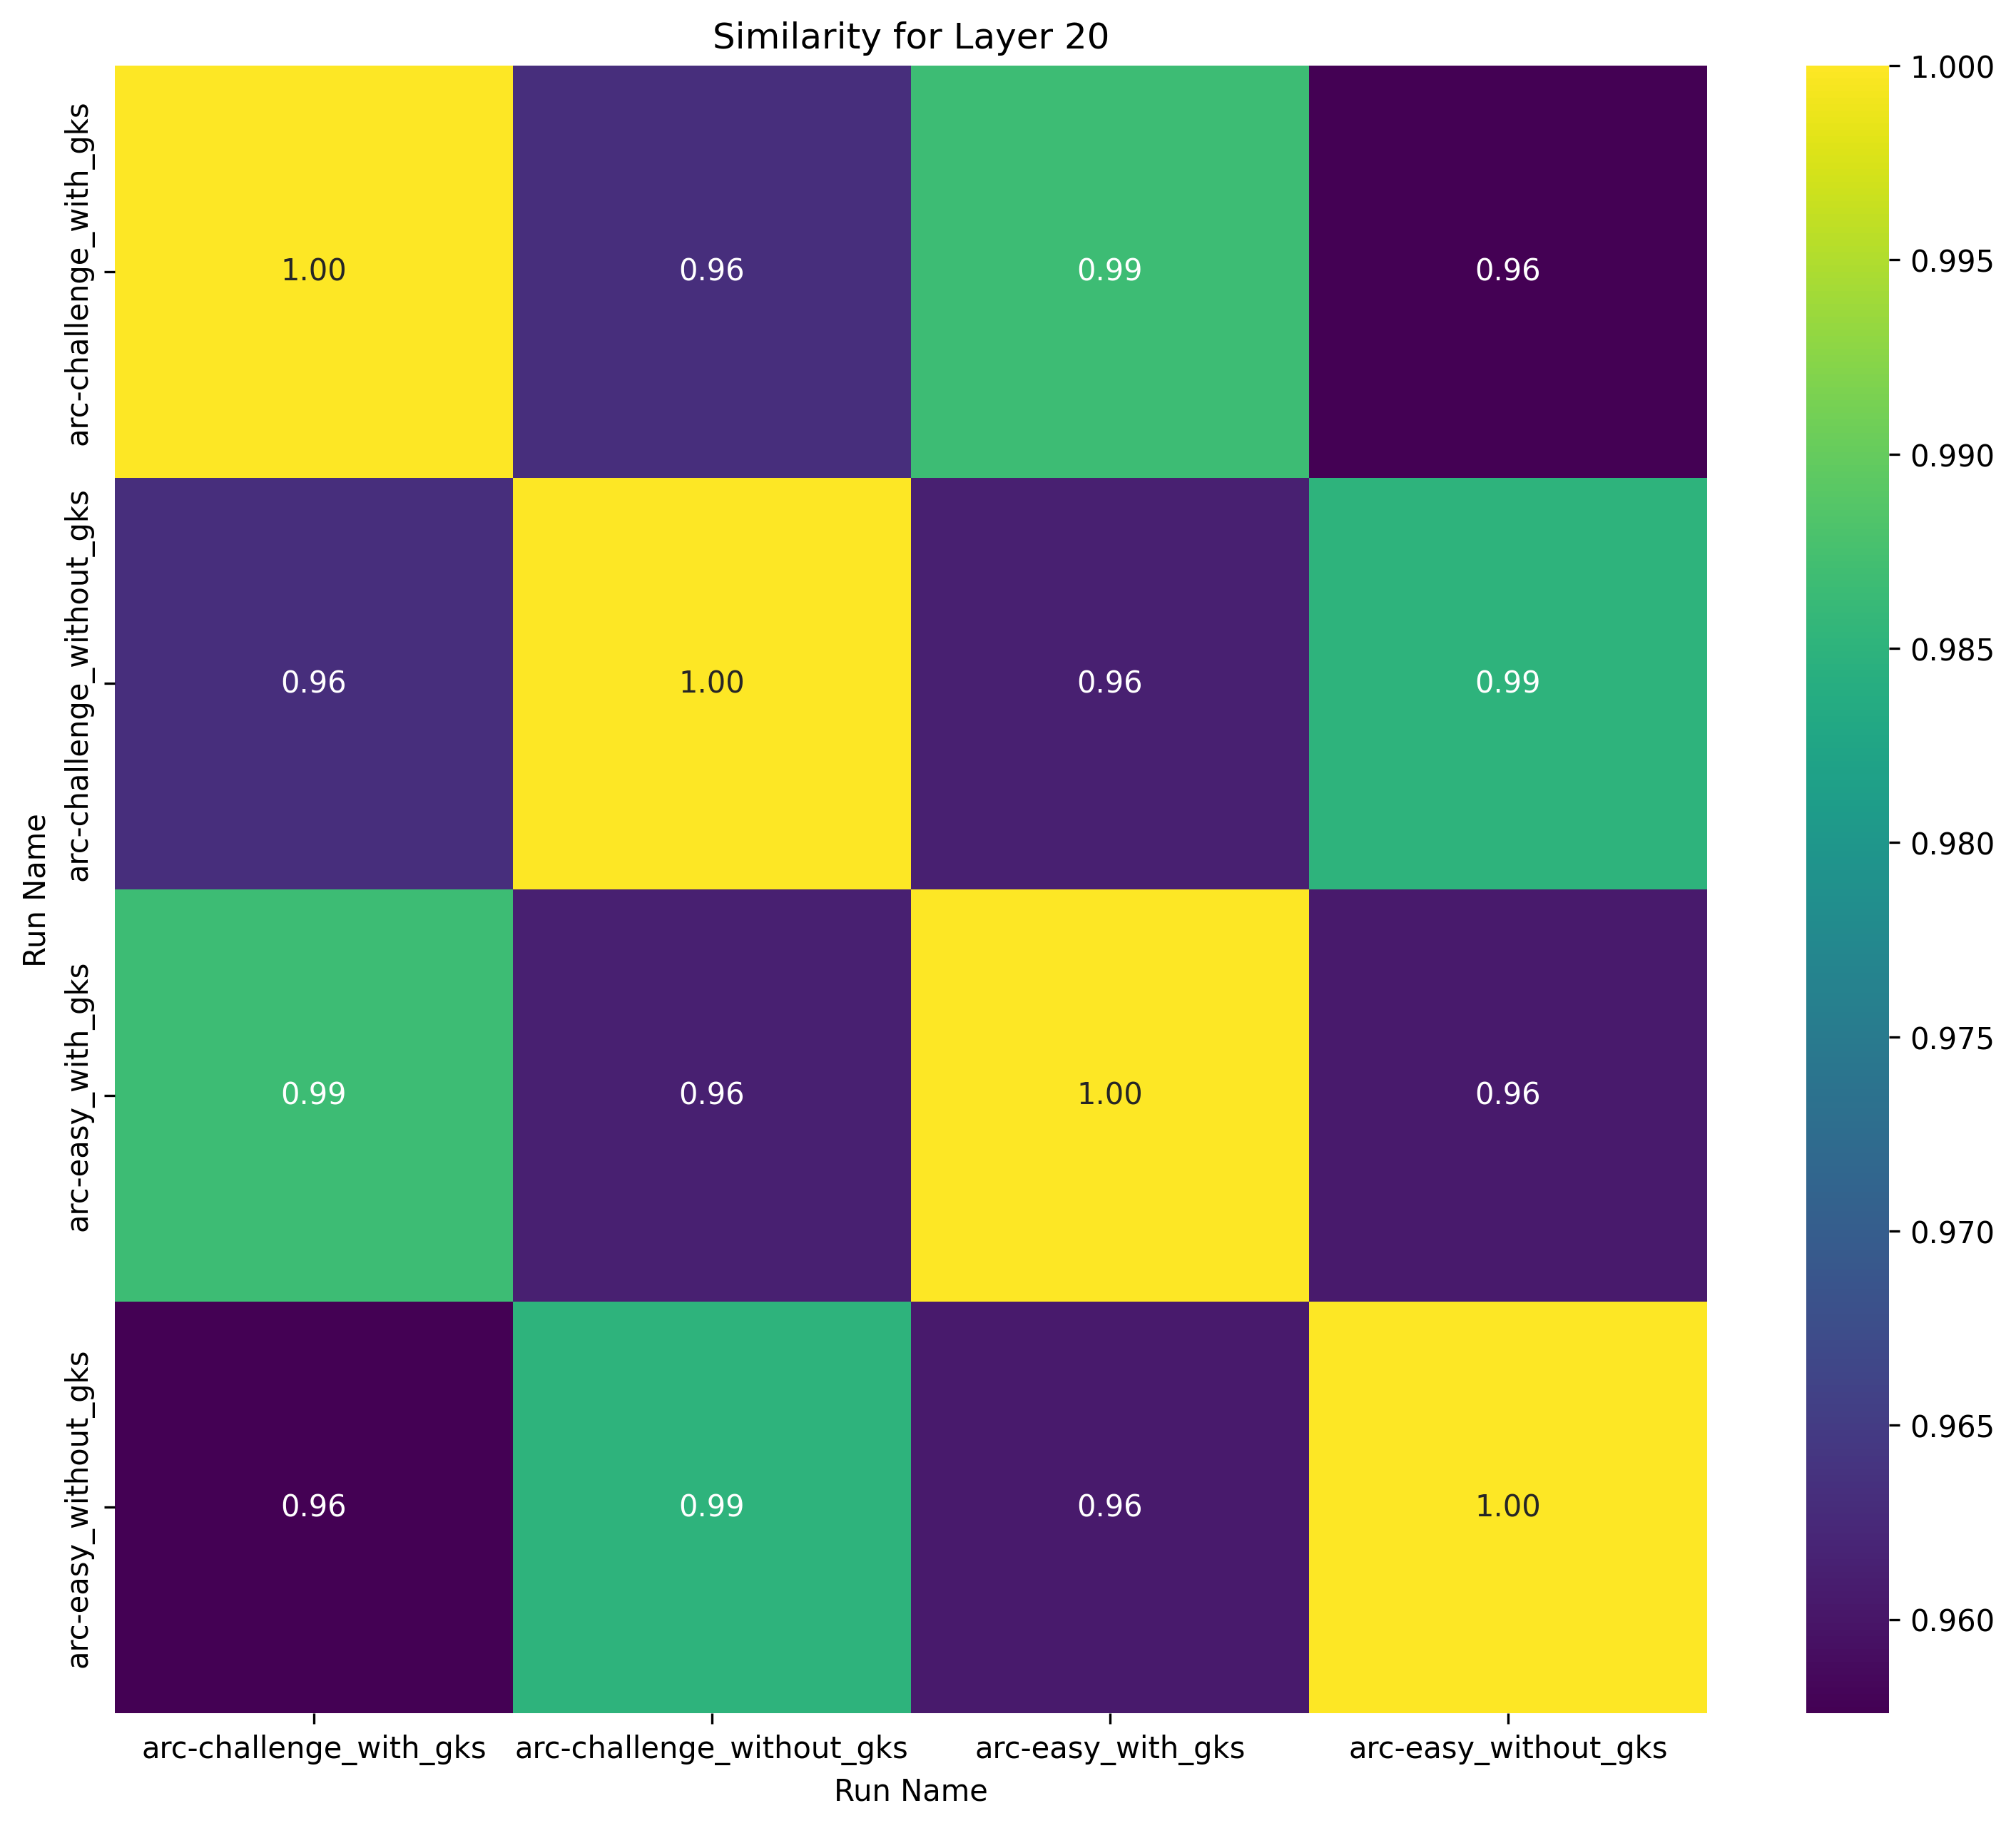 Similarity for Layer 20
Run Name
arc-challenge_with_gks
1.00 0.96 0.99 0.96
arc-challenge_without_gks
0.96 1.00 0.96 0.99
arc-easy_with_gks
0.99 0.96 1.00 0.96
arc-easy_without_gks
0.96 0.99 0.96 1.00
arc-challenge_with_gks arc-challenge_without_gks arc-easy_with_gks arc-easy_without_gks
Run Name
1.000
0.995
0.990
0.985
0.980
0.975
0.970
0.965
0.960